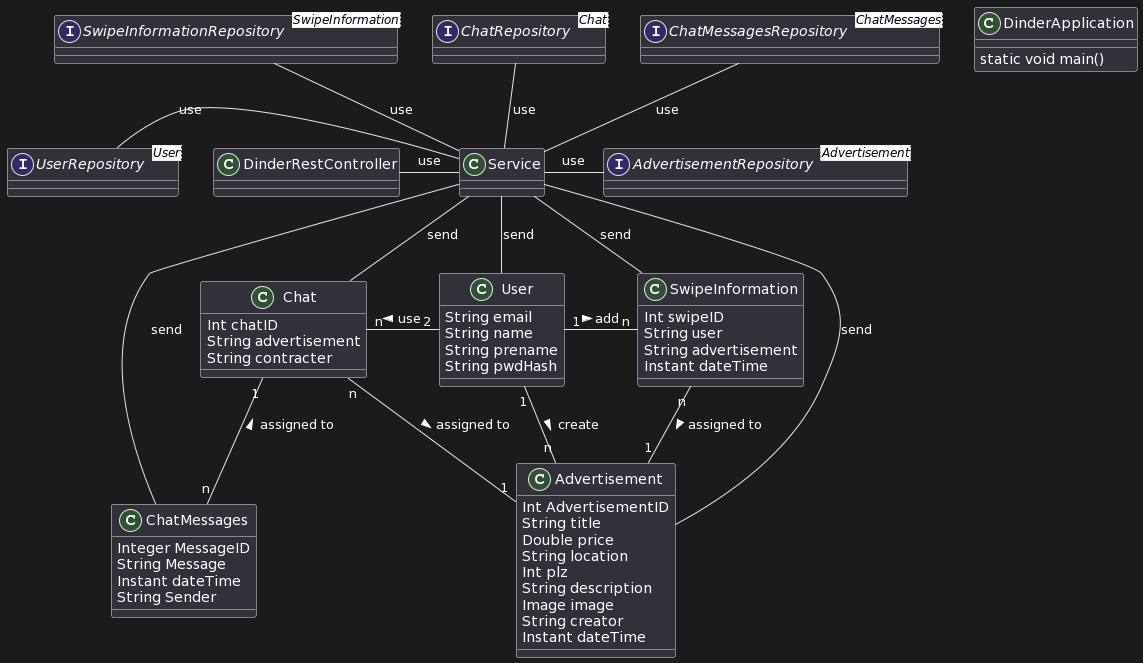 SwipeInformation
I SwipeInformationRepository
Chat
I ChatRepository
ChatMessages
I ChatMessagesRepository
C DinderApplication
static void main()
use
use
use
use
User
I UserRepository
C DinderRestController
use
C Service
use
Advertisement
I AdvertisementRepository
send
send
send
send
send
C Chat
Int chatID
String advertisement
String contracter
n use 2
C User
String email
String name
String prename
String pwdHash
1 add n
C SwipeInformation
Int swipeID
String user
String advertisement
Instant dateTime
1
assigned to
n
n
assigned to
1
1
create
n
n
assigned to
1
C ChatMessages
Integer MessageID
String Message
Instant dateTime
String Sender
C Advertisement
Int AdvertisementID
String title
Double price
String location
Int plz
String description
Image image
String creator
Instant dateTime